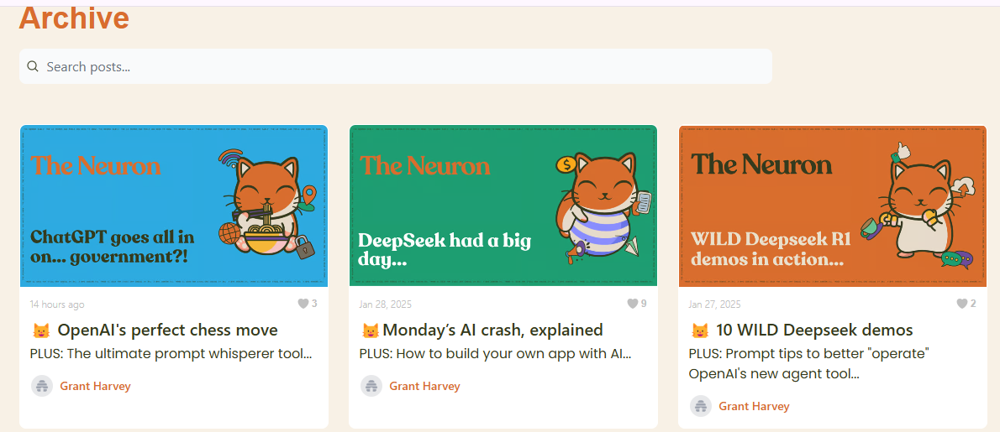 Archive
Search posts...
The Neuron
ChatGPT goes all in
on... government?!
14 hours ago
3
😼 OpenAI's perfect chess move
PLUS: The ultimate prompt whisperer tool...
Grant Harvey
The Neuron
$
DeepSeek had a big
day...
Jan 28, 2025
9
😼Monday’s AI crash, explained
PLUS: How to build your own app with AI...
Grant Harvey
The Neuron
WILD Deepseek R1
demos in action...
Jan 27, 2025
2
😼 10 WILD Deepseek demos
PLUS: Prompt tips to better "operate"
OpenAI's new agent tool...
Grant Harvey